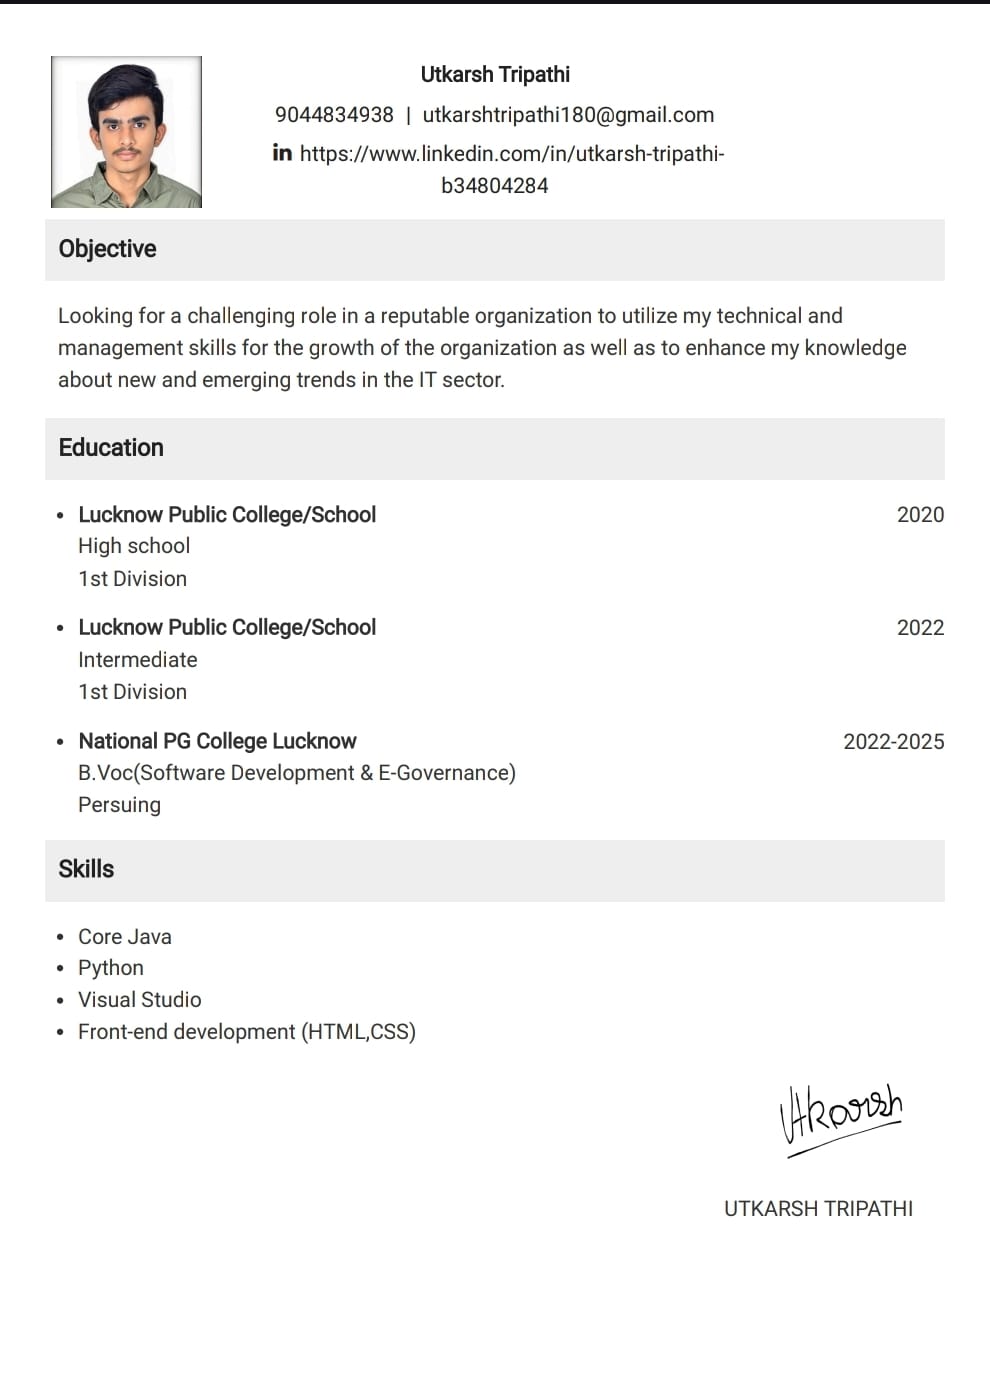 Utkarsh Tripathi
9044834938 | utkarshtripathi180@gmail.com
in https://www.linkedin.com/in/utkarsh-tripathi-
b34804284
Objective
Looking for a challenging role in a reputable organization to utilize my technical and
management skills for the growth of the organization as well as to enhance my knowledge
about new and emerging trends in the IT sector.
Education
• Lucknow Public College/School 2020
High school
1st Division
• Lucknow Public College/School 2022
Intermediate
1st Division
• National PG College Lucknow 2022-2025
B.Voc(Software Development & E-Governance)
Persuing
Skills
• Core Java
• Python
• Visual Studio
• Front-end development (HTML,CSS)
Utkarsh
UTKARSH TRIPATHI